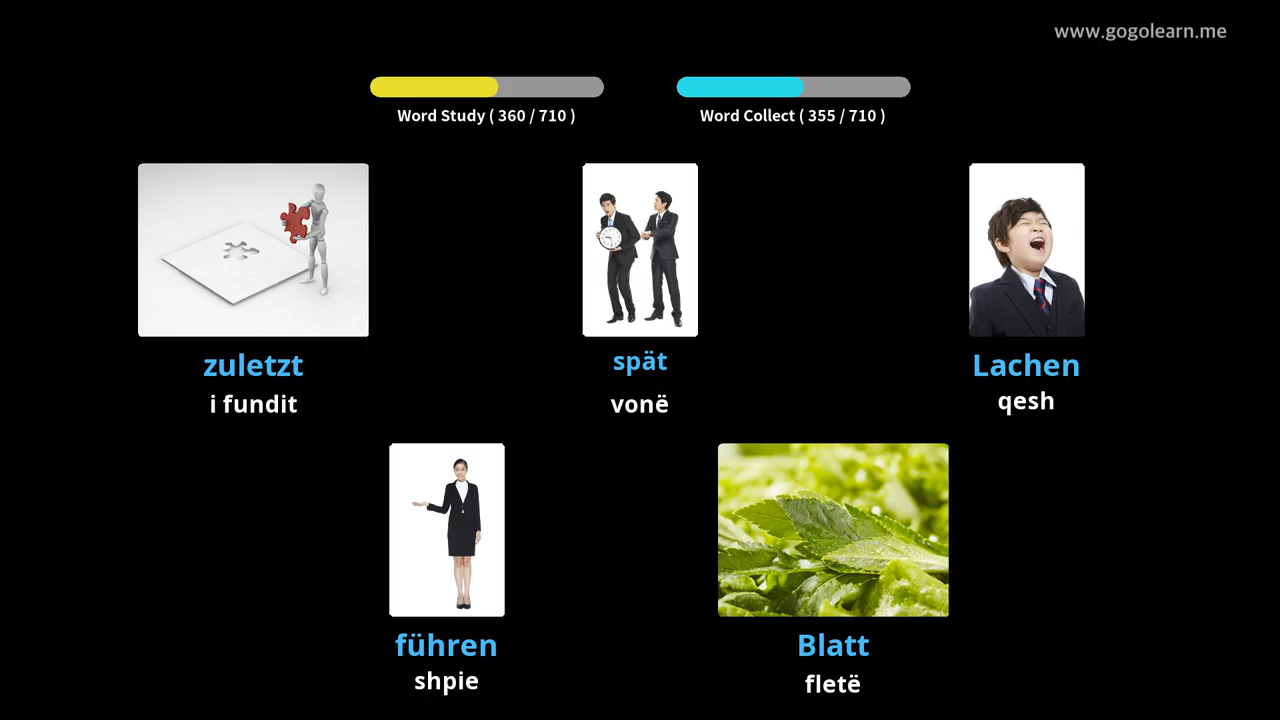 www.gogolearn.me
Word Study ( 360 / 710 )
Word Collect ( 355 / 710 )
zuletzt
i fundit
spät
vonë
Lachen
qesh
führen
shpie
Blatt
fletë